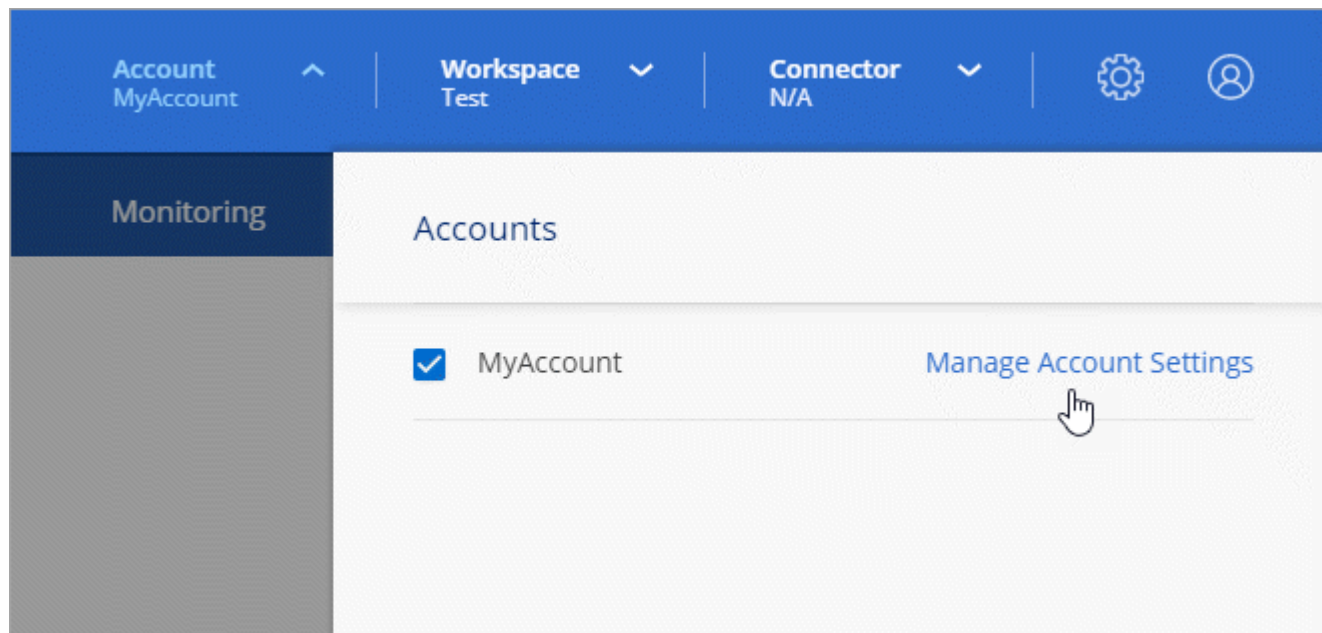 Account
MyAccount
Workspace
Test
Connector
N/A
Monitoring
Accounts
MyAccount Manage Account Settings